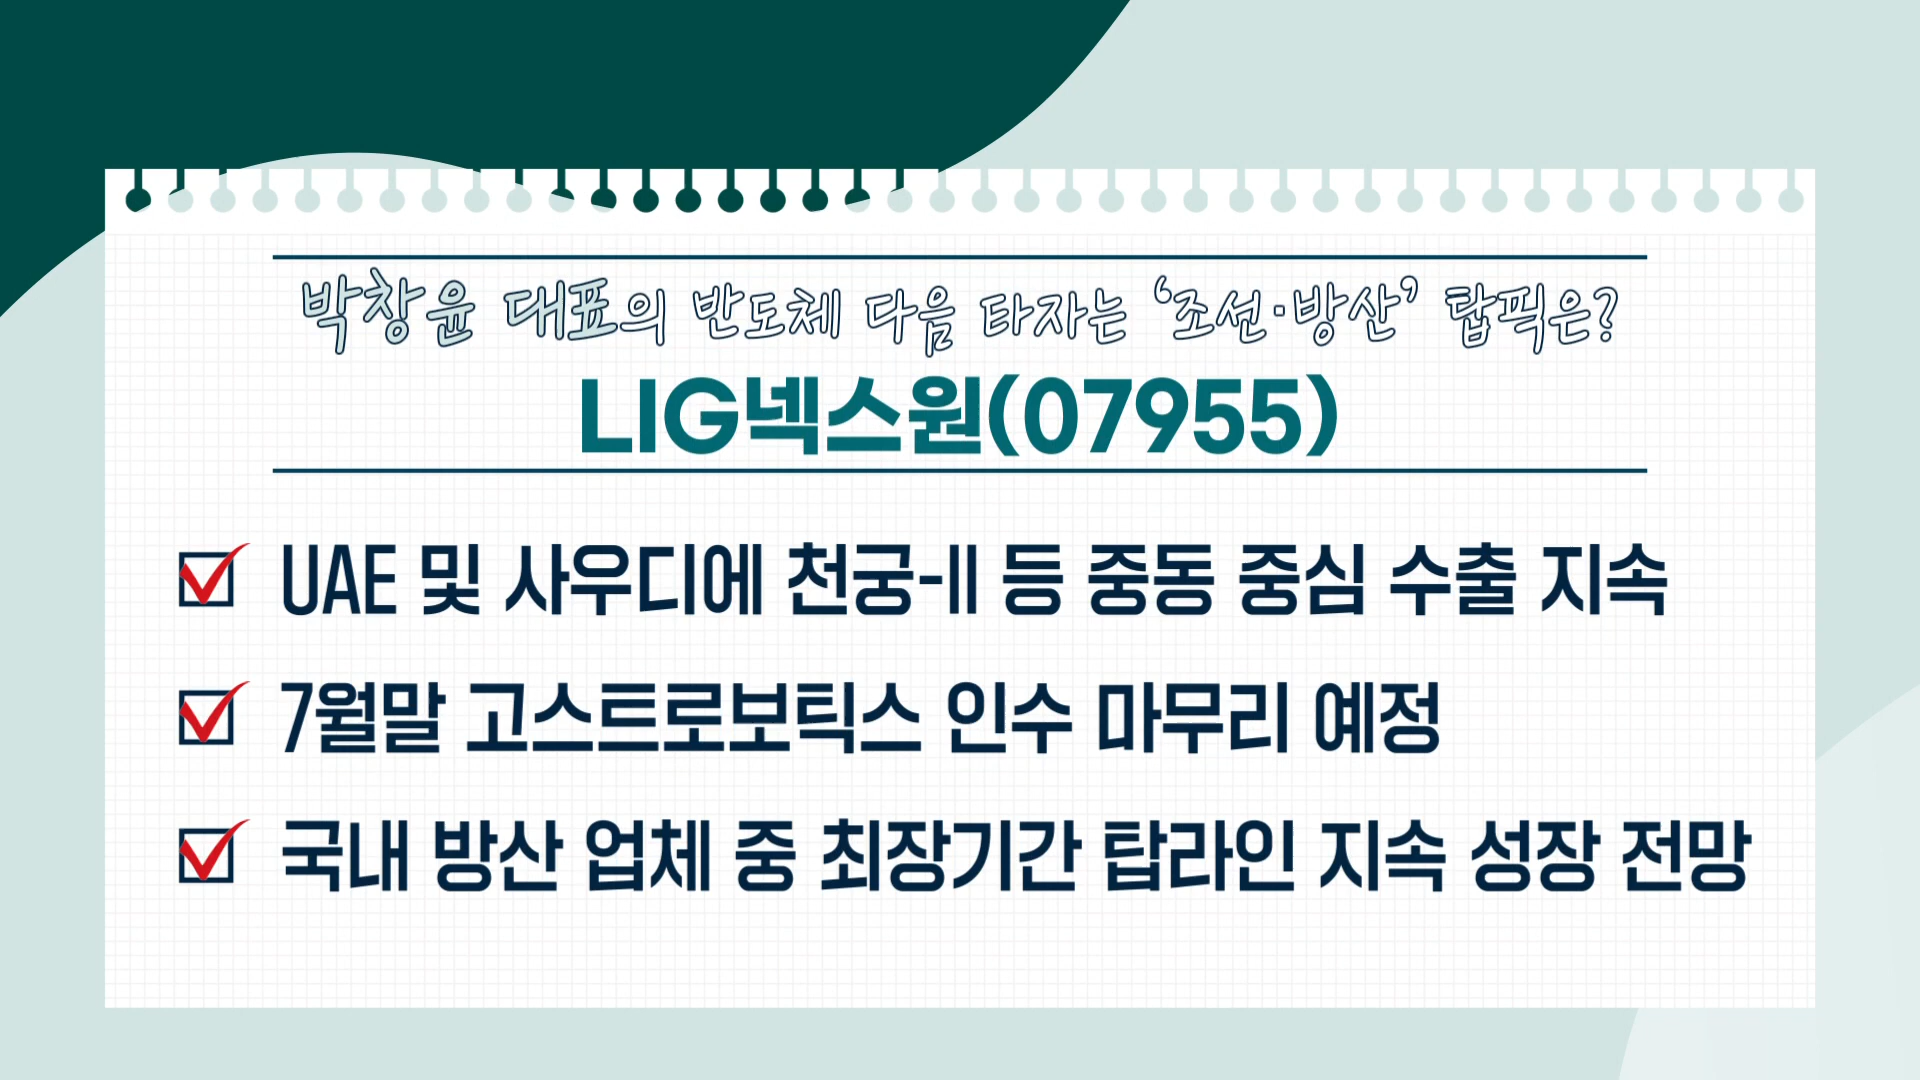 박창윤 대표의 반도체 다음 타자는 ‘조선·방산’ 탑픽은?
LIG넥스원(07955)
UAE 및 사우디에 천궁-II 등 중동 중심 수출 지속
7월말 고스트로보틱스 인수 마무리 예정
국내 방산 업체 중 최장기간 탑라인 지속 성장 전망